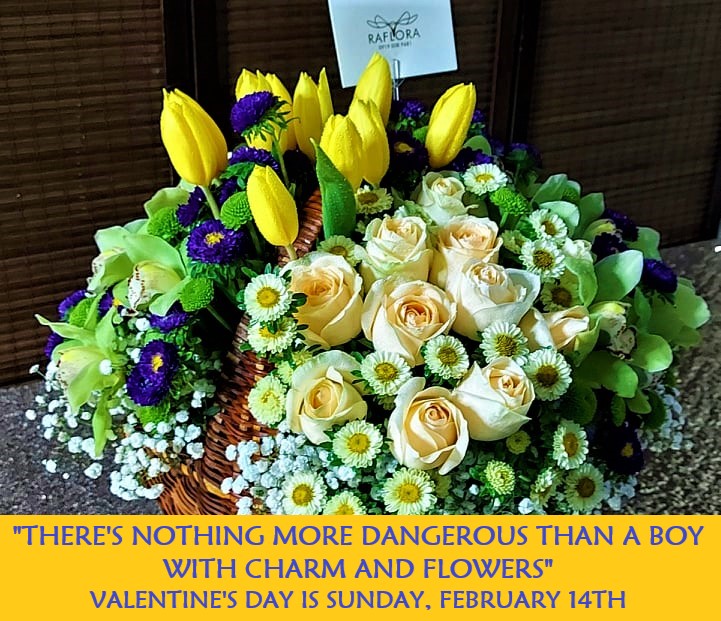 RAFLORA
"THERE'S NOTHING MORE DANGEROUS THAN A BOY
WITH CHARM AND FLOWERS"
VALENTINE'S DAY IS SUNDAY, FEBRUARY 14TH